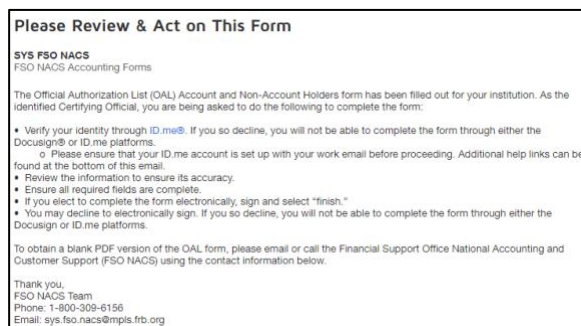 Please Review & Act on This Form
SYS FSO NACS
FSO NACS Accounting Forms
The Official Authorization List (OAL) Account and Non-Account Holders form has been filled out for your institution. As the
identified Certifying Official, you are being asked to do the following to complete the form:
• Verify your identity through ID.me®. If you so decline, you will not be able to complete the form through either the
Docusign® or ID.me platforms.
o Please ensure that your ID.me account is set up with your work email before proceeding. Additional help links can be
found at the bottom of this email.
• Review the information to ensure its accuracy.
• Ensure all required fields are complete.
• If you elect to complete the form electronically, sign and select “finish.”
• You may decline to electronically sign. If you so decline, you will not be able to complete the form through either the
Docusign or ID.me platforms.
To obtain a blank PDF version of the OAL form, please email or call the Financial Support Office National Accounting and
Customer Support (FSO NACS) using the contact information below.
Thank you,
FSO NACS Team
Phone: 1-800-309-6156
Email: sys.fso.nacs@mpls.frb.org